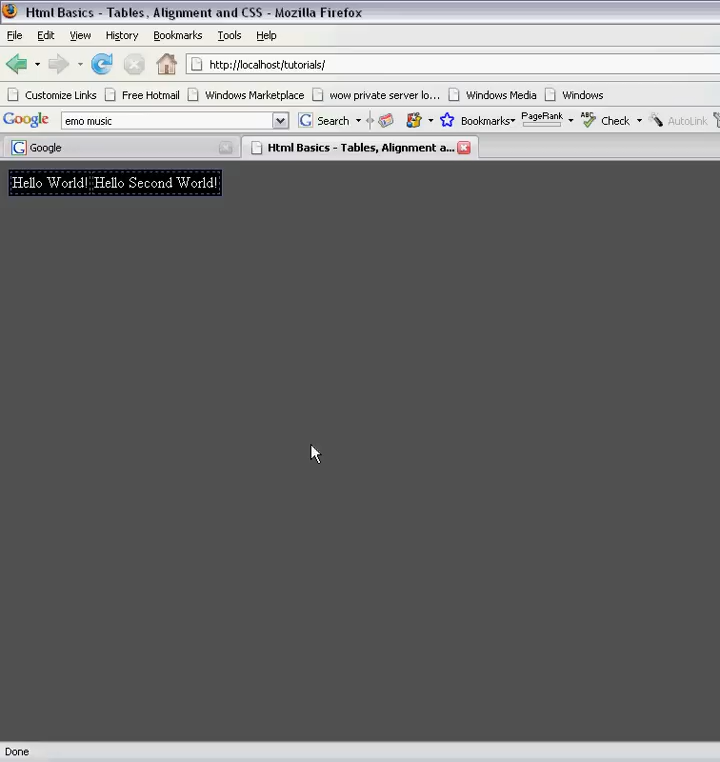 Html Basics - Tables, Alignment and CSS - Mozilla Firefox
File Edit View History Bookmarks Tools Help
http://localhost/tutorials/
Customize Links Free Hotmail Windows Marketplace wow private server lo... Windows Media Windows
Google emo music Search Bookmarks PageRank ABC Check AutoLink
Google Html Basics - Tables, Alignment a...
Hello World! Hello Second World!
Done